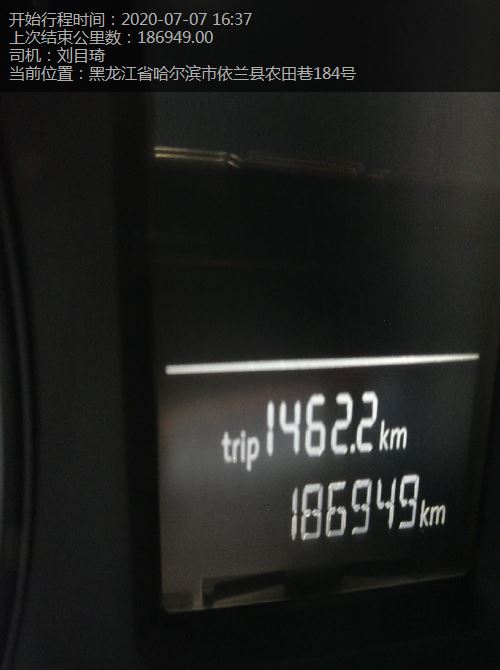 开始行程时间：2020-07-07 16:37
上次结束公里数：186949.00
司机：刘目琦
当前位置：黑龙江省哈尔滨市依兰县农田巷184号
trip 1462.2 km
186949 km